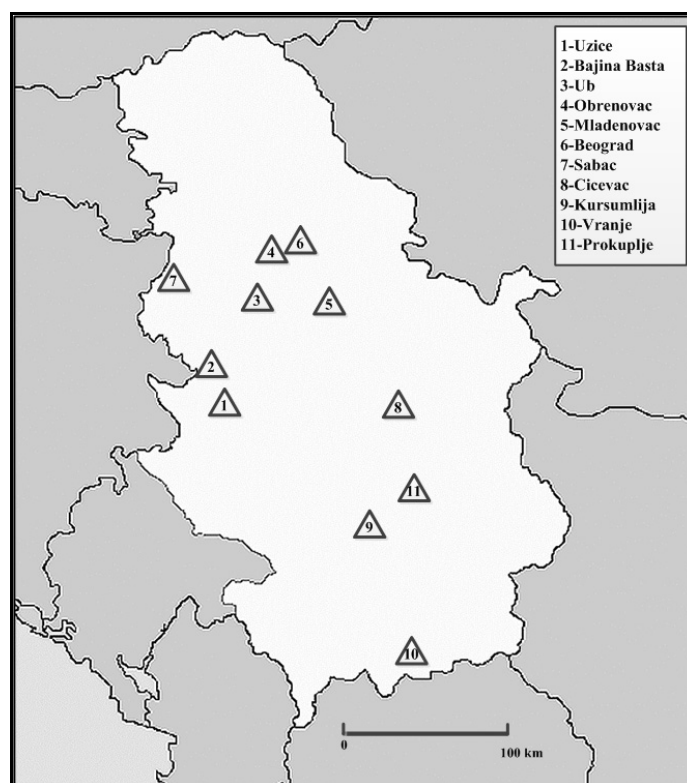 1-Uzice
2-Bajina Basta
3-Ub
4-Obrenovac
5-Mladenovac
6-Beograd
7-Sabac
8-Cicevac
9-Kursumlija
10-Vranje
11-Prokuplje
6
4
7
3
5
2
1
8
11
9
10
0
100 km